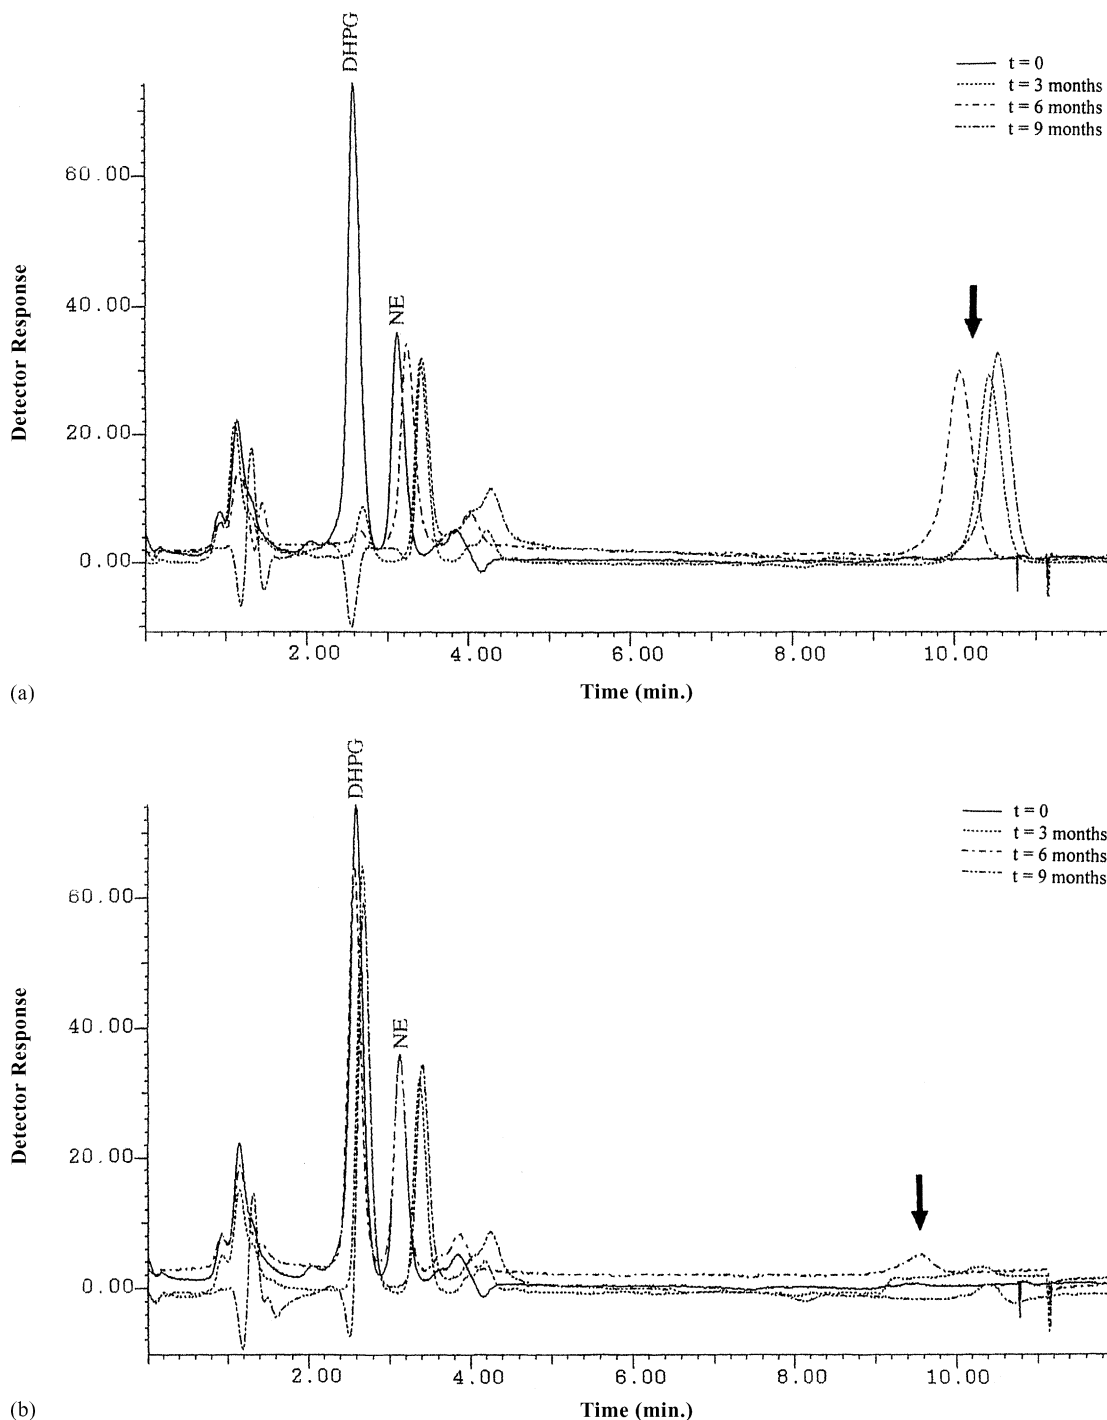 DHPG
t = 0
t = 3 months
t = 6 months
t = 9 months
60.00
NE
40.00
20.00
0.00
Detector Response
2.00 4.00 6.00 8.00 10.00
Time (min.)
(a)
DHPG
t = 0
t = 3 months
t = 6 months
t = 9 months
60.00
NE
40.00
20.00
0.00
Detector Response
2.00 4.00 6.00 8.00 10.00
Time (min.)
(b)